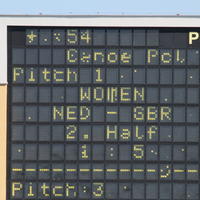 :54 P
Canoe Pol
Pitch 1
WOMEN
NED - GBR
2. Half
1 : 5
Pitch 3